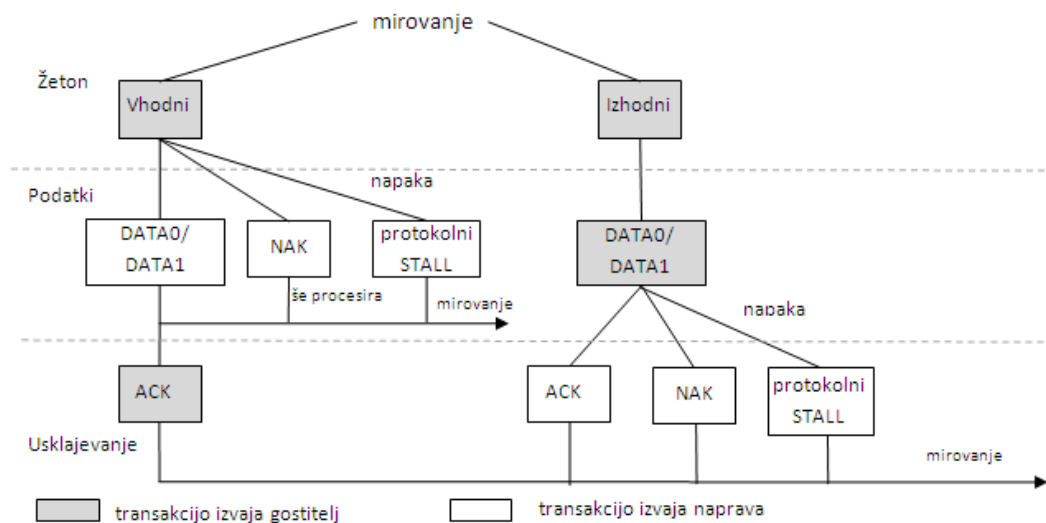 mirovanje
Žeton
Vhodni
Izhodni
napaka
Podatki
DATA0/
DATA1
NAK
protokolni
STALL
DATA0/
DATA1
še procesira
mirovanje
napaka
ACK
ACK
NAK
protokolni
STALL
Usklajevanje
mirovanje
transakcijo izvaja gostitelj
transakcijo izvaja naprava